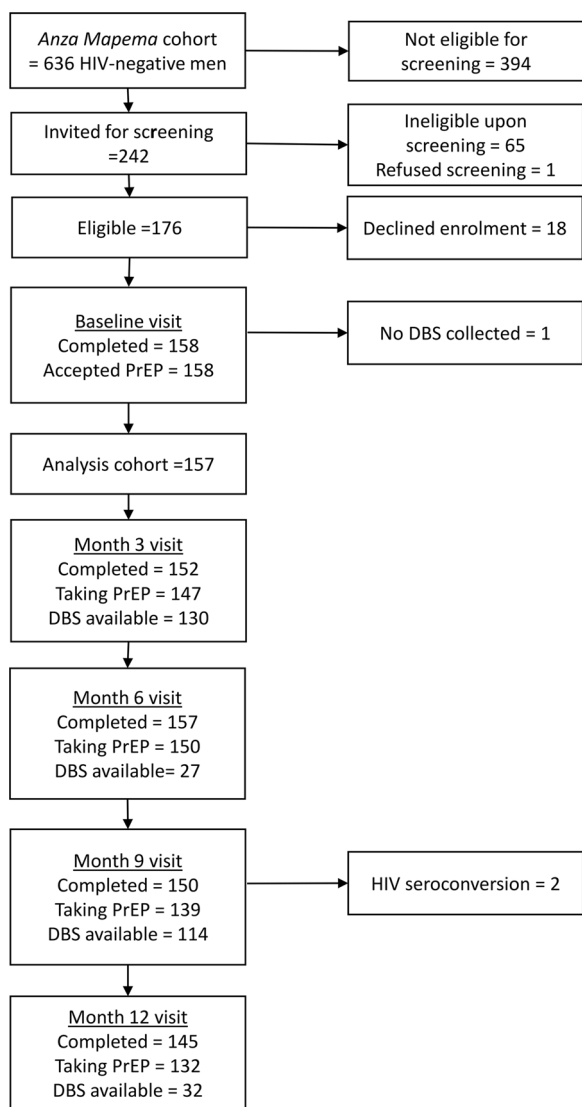 Anza Mapema cohort
= 636 HIV-negative men
Not eligible for
screening = 394
Invited for screening
=242
Ineligible upon
screening = 65
Refused screening = 1
Eligible =176
Declined enrolment = 18
Baseline visit
Completed = 158
Accepted PrEP = 158
No DBS collected = 1
Analysis cohort =157
Month 3 visit
Completed = 152
Taking PrEP = 147
DBS available = 130
Month 6 visit
Completed = 157
Taking PrEP = 150
DBS available= 27
Month 9 visit
Completed = 150
Taking PrEP = 139
DBS available = 114
HIV seroconversion = 2
Month 12 visit
Completed = 145
Taking PrEP = 132
DBS available = 32